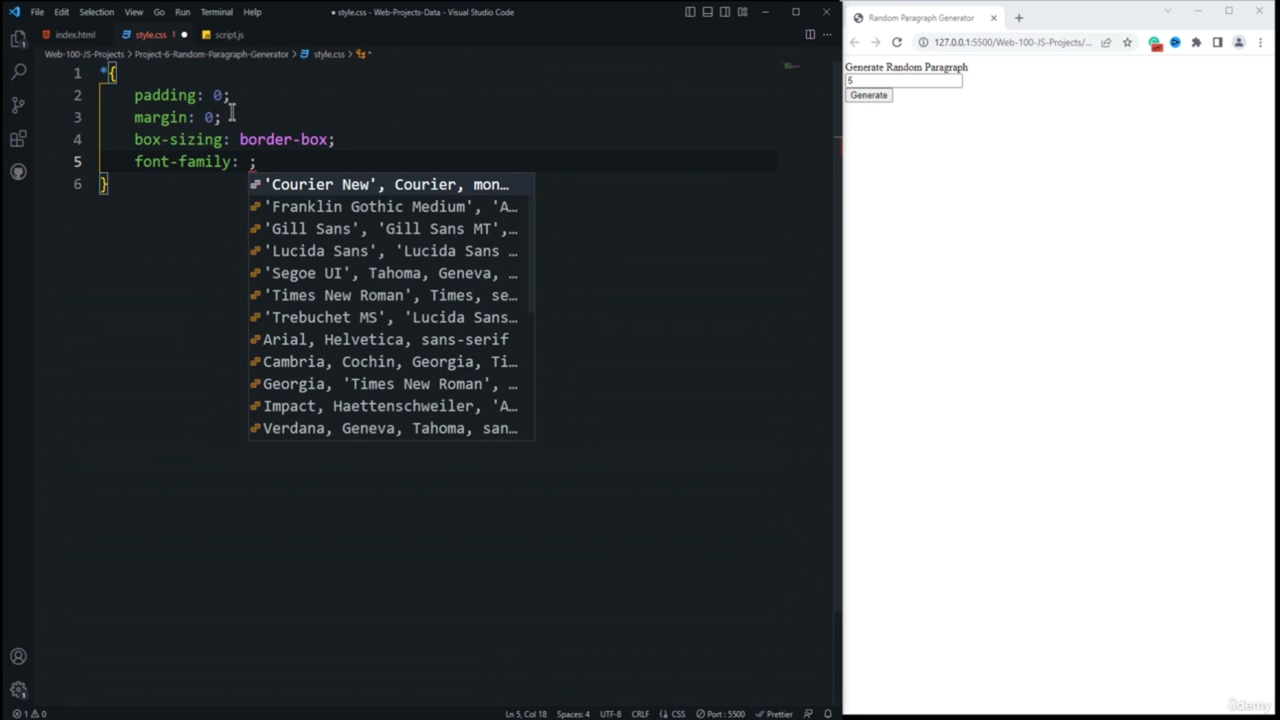 File Edit Selection View Go Run Terminal Help
● style.css - Web-Projects-Data - Visual Studio Code
index.html
style.css 1 ●
script.js
Web-100-JS-Projects > Project-6-Random-Paragraph-Generator > style.css > *
1 *{
2 padding: 0;
3 margin: 0;
4 box-sizing: border-box;
5 font-family: ;
6 }
'Courier New', Courier, mon…
'Franklin Gothic Medium', 'A…
'Gill Sans', 'Gill Sans MT',…
'Lucida Sans', 'Lucida Sans …
'Segoe UI', Tahoma, Geneva, …
'Times New Roman', Times, se…
'Trebuchet MS', 'Lucida Sans…
Arial, Helvetica, sans-serif
Cambria, Cochin, Georgia, Ti…
Georgia, 'Times New Roman', …
Impact, Haettenschweiler, 'A…
Verdana, Geneva, Tahoma, san…
1 0
Ln 5, Col 18 Spaces: 4 UTF-8 CRLF CSS Port : 5500 Prettier
Random Paragraph Generator
127.0.0.1:5500/Web-100-JS-Projects/...
off
Generate Random Paragraph
5
Generate
ûdemy